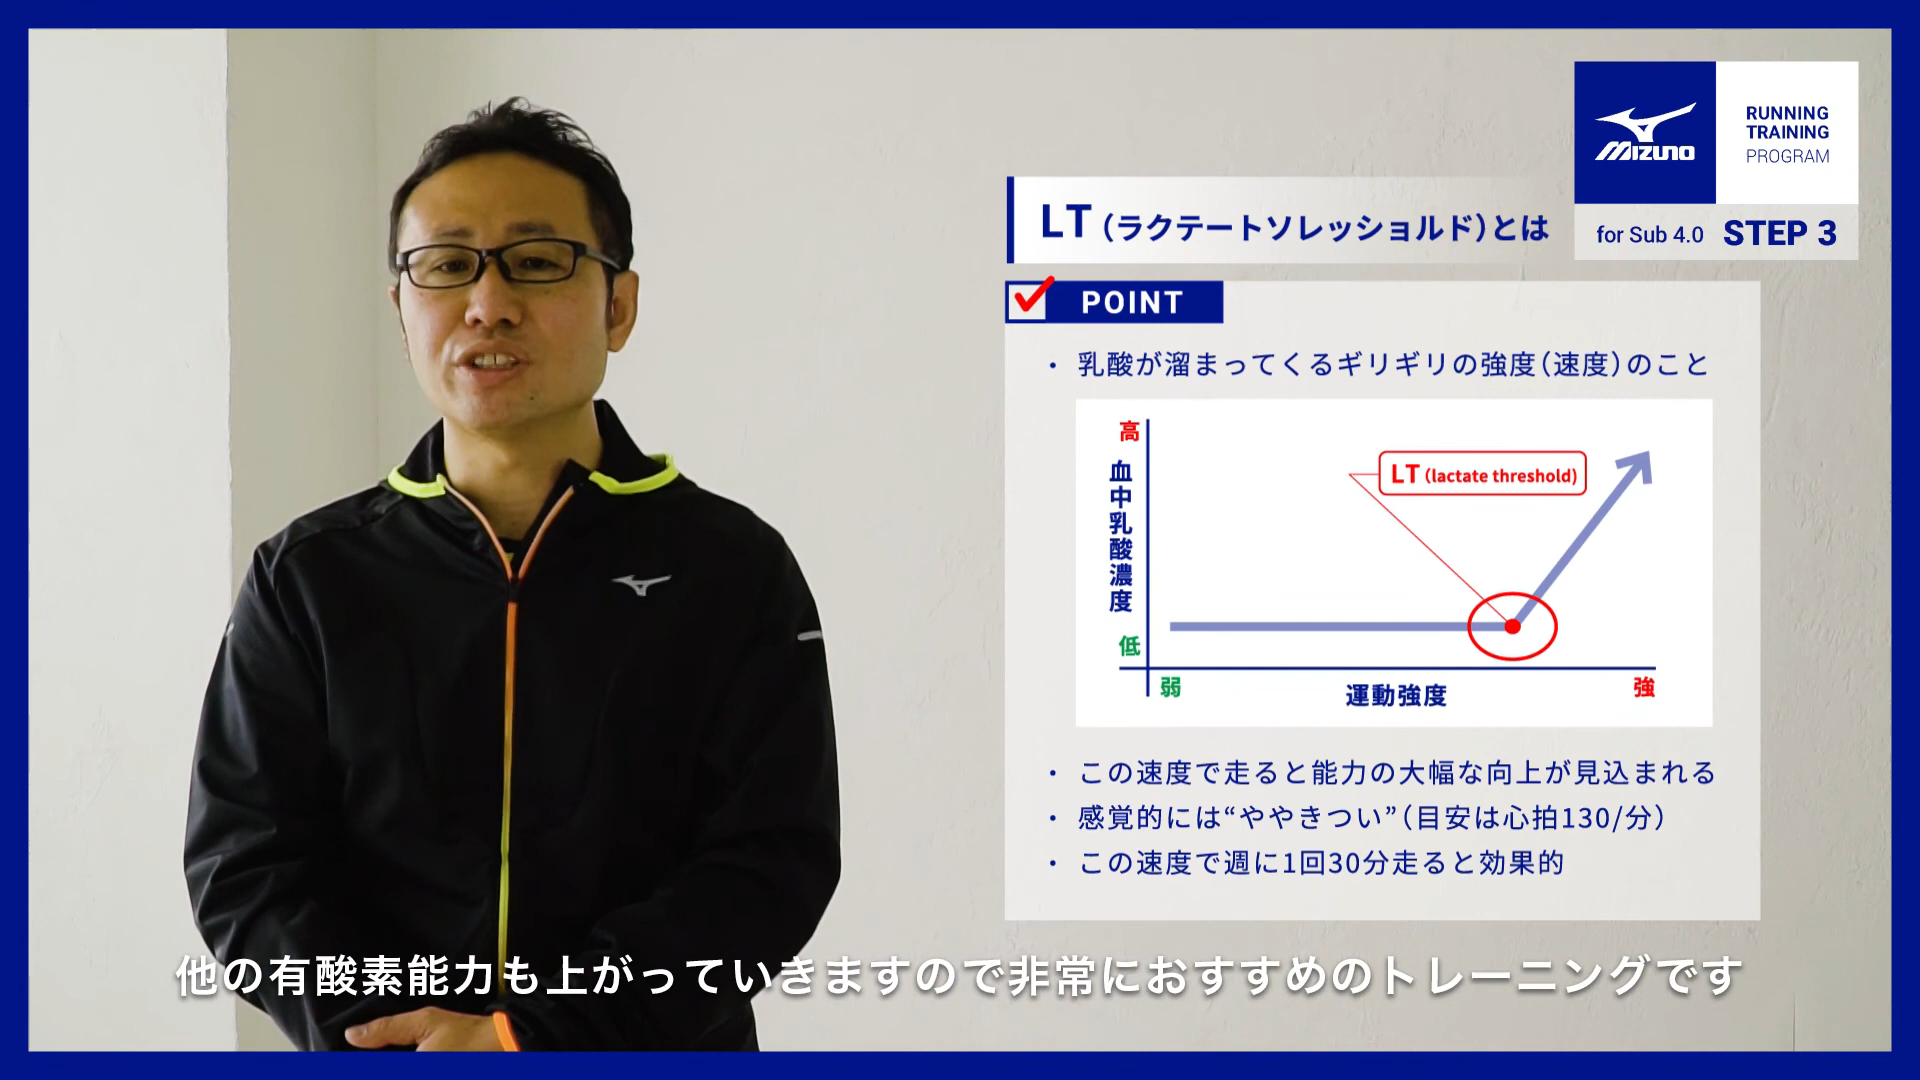 MIZUNO
RUNNING
TRAINING
PROGRAM
for Sub 4.0 STEP 3
LT（ラクテートソレッショルド）とは
POINT
・ 乳酸が溜まってくるギリギリの強度（速度）のこと
高
血中乳酸濃度
低
LT（lactate threshold）
弱
運動強度
強
・ この速度で走ると能力の大幅な向上が見込まれる
・ 感覚的には“ややきつい”（目安は心拍130/分）
・ この速度で週に1回30分走ると効果的
他の有酸素能力も上がっていきますので非常におすすめのトレーニングです